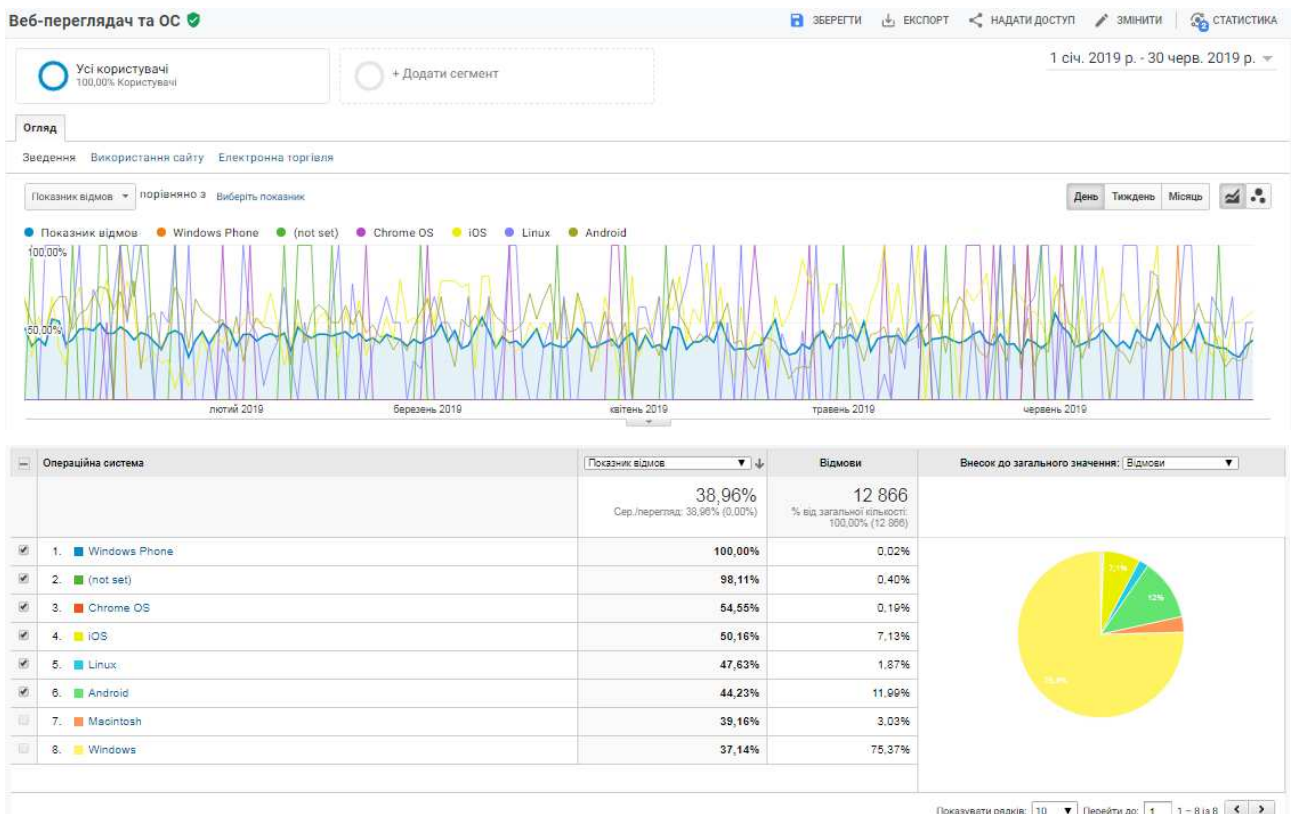 Веб-переглядач та ОС
ЗБЕРЕГТИ ЕКСПОРТ НАДАТИ ДОСТУП ЗМІНИТИ СТАТИСТИКА
1 січ. 2019 р. - 30 черв. 2019 р.
Усі користувачі
100,00% Користувачі
+ Додати сегмент
Огляд
Зведення Використання сайту Електронна торгівля
Показник відмов порівняно з Виберіть показник
День Тиждень Місяць
Показник відмов Windows Phone (not set) Chrome OS iOS Linux Android
100,00%
50,00%
лютий 2019 березень 2019 квітень 2019 травень 2019 червень 2019
Операційна система Показник відмов Відмови Внесок до загального значення: Відмови
38,96% 12 866
Сер./перегляд: 38,96% (0,00%) % від загальної кількості:
100,00% (12 866)
1. Windows Phone 100,00% 0,02%
2. (not set) 98,11% 0,40%
3. Chrome OS 54,55% 0,19%
4. iOS 50,16% 7,13%
5. Linux 47,63% 1,87%
6. Android 44,23% 11,99%
7. Macintosh 39,16% 3,03%
8. Windows 37,14% 75,37%
7,1%
12%
Показувати рядків: 10 Перейти до: 1 1 – 8 із 8